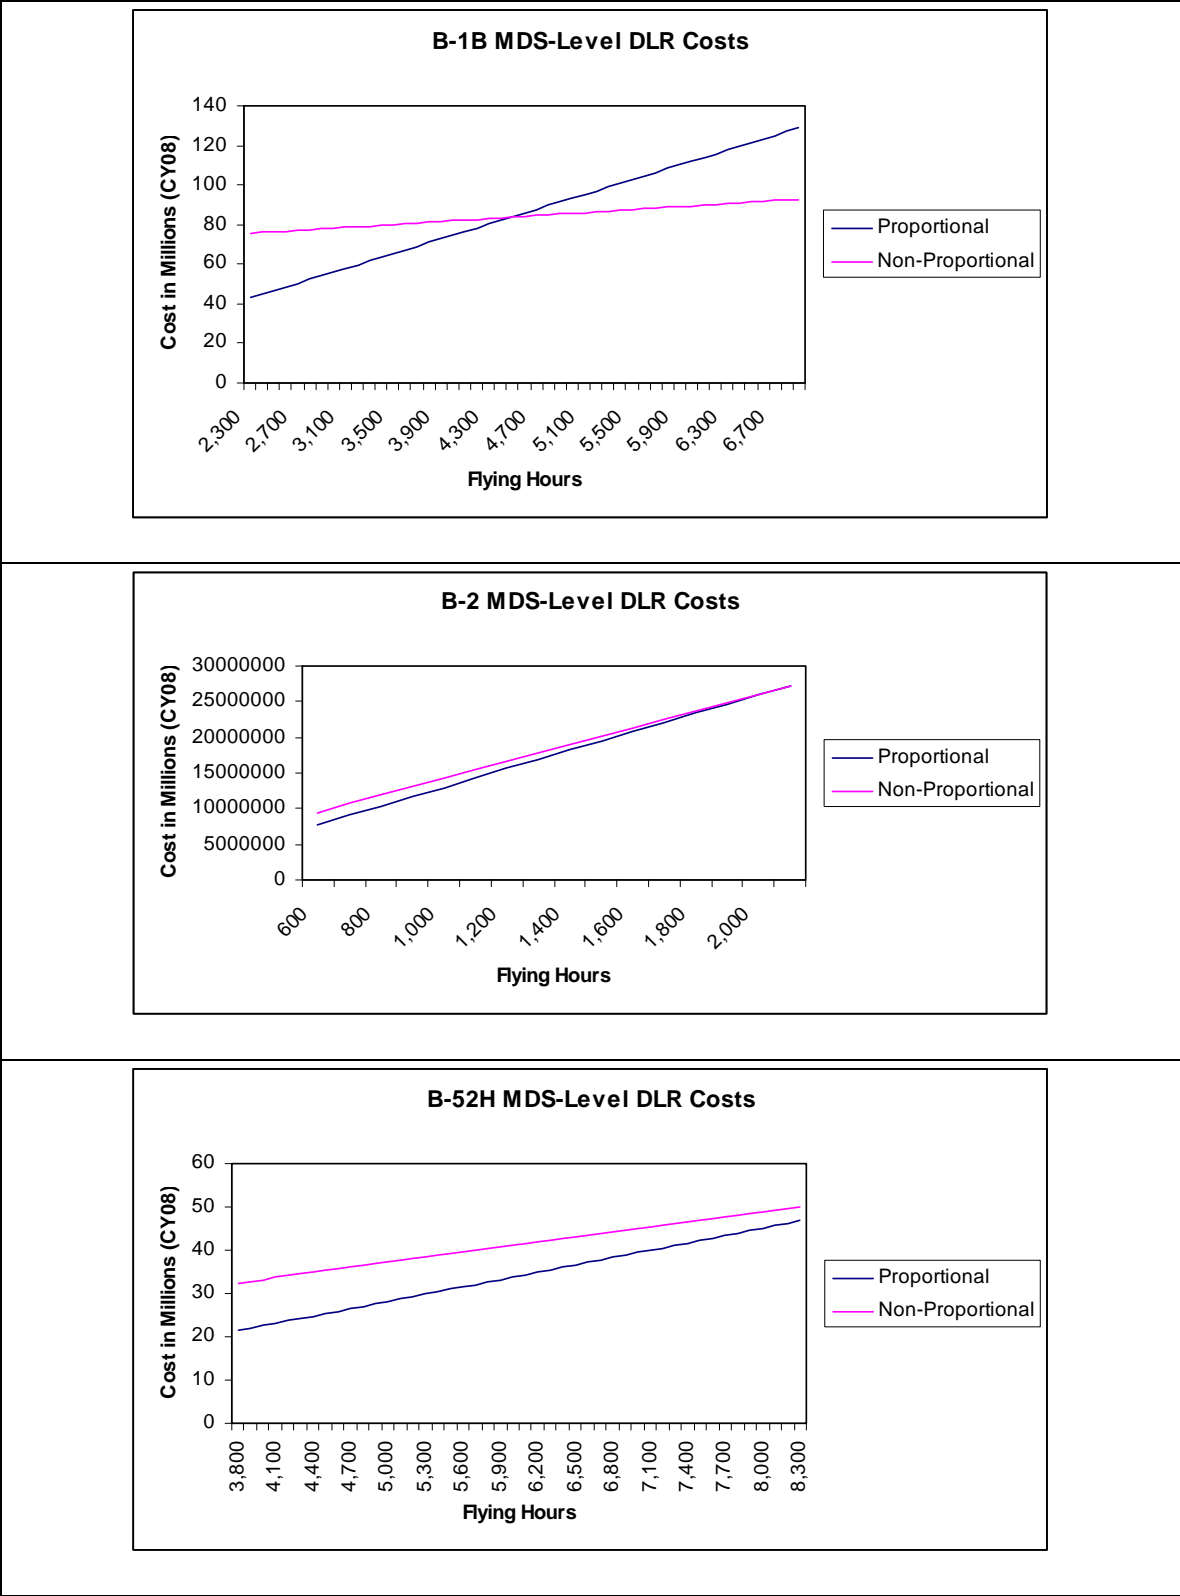 B-1B MDS-Level DLR Costs
Cost in Millions (CY08)
140
120
100
80
60
40
20
0
2,300 2,700 3,100 3,500 3,900 4,300 4,700 5,100 5,500 5,900 6,300 6,700
Flying Hours
Proportional
Non-Proportional
B-2 MDS-Level DLR Costs
Cost in Millions (CY08)
30000000
25000000
20000000
15000000
10000000
5000000
0
600 800 1,000 1,200 1,400 1,600 1,800 2,000
Flying Hours
Proportional
Non-Proportional
B-52H MDS-Level DLR Costs
Cost in Millions (CY08)
60
50
40
30
20
10
0
3,800 4,100 4,400 4,700 5,000 5,300 5,600 5,900 6,200 6,500 6,800 7,100 7,400 7,700 8,000 8,300
Flying Hours
Proportional
Non-Proportional